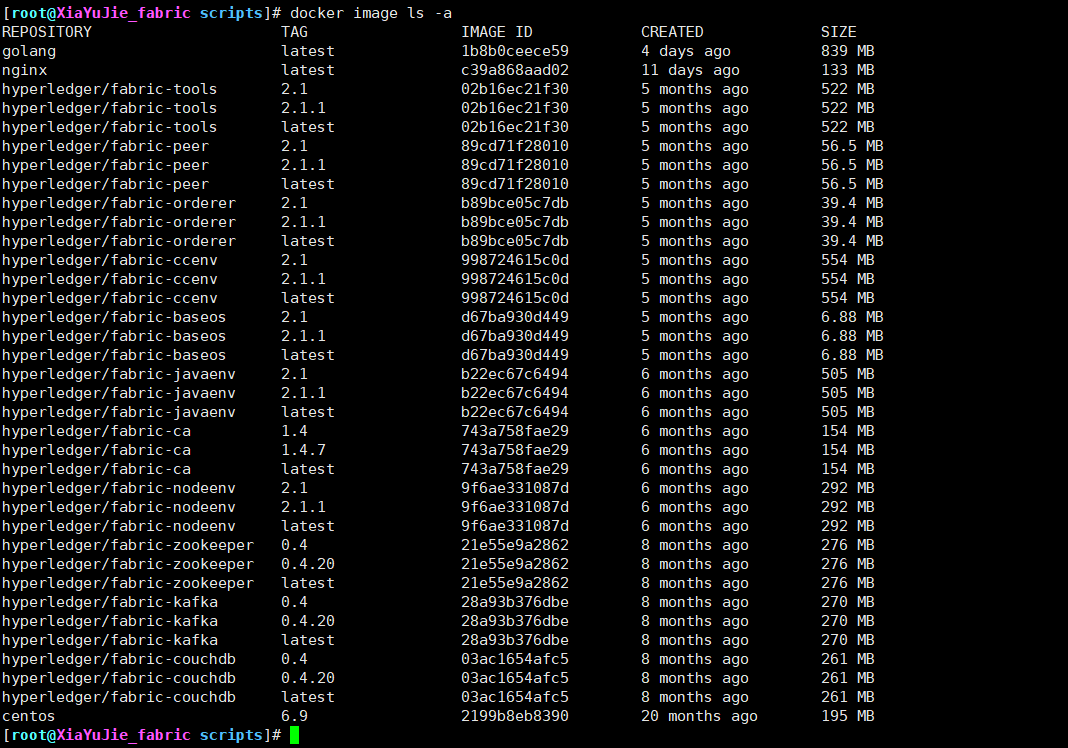 [root@XiaYuJie_fabric scripts]# docker image ls -a
REPOSITORY TAG IMAGE ID CREATED SIZE
golang latest 1b8b0ceece59 4 days ago 839 MB
nginx latest c39a868aad02 11 days ago 133 MB
hyperledger/fabric-tools 2.1 02b16ec21f30 5 months ago 522 MB
hyperledger/fabric-tools 2.1.1 02b16ec21f30 5 months ago 522 MB
hyperledger/fabric-tools latest 02b16ec21f30 5 months ago 522 MB
hyperledger/fabric-peer 2.1 89cd71f28010 5 months ago 56.5 MB
hyperledger/fabric-peer 2.1.1 89cd71f28010 5 months ago 56.5 MB
hyperledger/fabric-peer latest 89cd71f28010 5 months ago 56.5 MB
hyperledger/fabric-orderer 2.1 b89bce05c7db 5 months ago 39.4 MB
hyperledger/fabric-orderer 2.1.1 b89bce05c7db 5 months ago 39.4 MB
hyperledger/fabric-orderer latest b89bce05c7db 5 months ago 39.4 MB
hyperledger/fabric-ccenv 2.1 998724615c0d 5 months ago 554 MB
hyperledger/fabric-ccenv 2.1.1 998724615c0d 5 months ago 554 MB
hyperledger/fabric-ccenv latest 998724615c0d 5 months ago 554 MB
hyperledger/fabric-baseos 2.1 d67ba930d449 5 months ago 6.88 MB
hyperledger/fabric-baseos 2.1.1 d67ba930d449 5 months ago 6.88 MB
hyperledger/fabric-baseos latest d67ba930d449 5 months ago 6.88 MB
hyperledger/fabric-javaenv 2.1 b22ec67c6494 6 months ago 505 MB
hyperledger/fabric-javaenv 2.1.1 b22ec67c6494 6 months ago 505 MB
hyperledger/fabric-javaenv latest b22ec67c6494 6 months ago 505 MB
hyperledger/fabric-ca 1.4 743a758fae29 6 months ago 154 MB
hyperledger/fabric-ca 1.4.7 743a758fae29 6 months ago 154 MB
hyperledger/fabric-ca latest 743a758fae29 6 months ago 154 MB
hyperledger/fabric-nodeenv 2.1 9f6ae331087d 6 months ago 292 MB
hyperledger/fabric-nodeenv 2.1.1 9f6ae331087d 6 months ago 292 MB
hyperledger/fabric-nodeenv latest 9f6ae331087d 6 months ago 292 MB
hyperledger/fabric-zookeeper 0.4 21e55e9a2862 8 months ago 276 MB
hyperledger/fabric-zookeeper 0.4.20 21e55e9a2862 8 months ago 276 MB
hyperledger/fabric-zookeeper latest 21e55e9a2862 8 months ago 276 MB
hyperledger/fabric-kafka 0.4 28a93b376dbe 8 months ago 270 MB
hyperledger/fabric-kafka 0.4.20 28a93b376dbe 8 months ago 270 MB
hyperledger/fabric-kafka latest 28a93b376dbe 8 months ago 270 MB
hyperledger/fabric-couchdb 0.4 03ac1654afc5 8 months ago 261 MB
hyperledger/fabric-couchdb 0.4.20 03ac1654afc5 8 months ago 261 MB
hyperledger/fabric-couchdb latest 03ac1654afc5 8 months ago 261 MB
centos 6.9 2199b8eb8390 20 months ago 195 MB
[root@XiaYuJie_fabric scripts]#